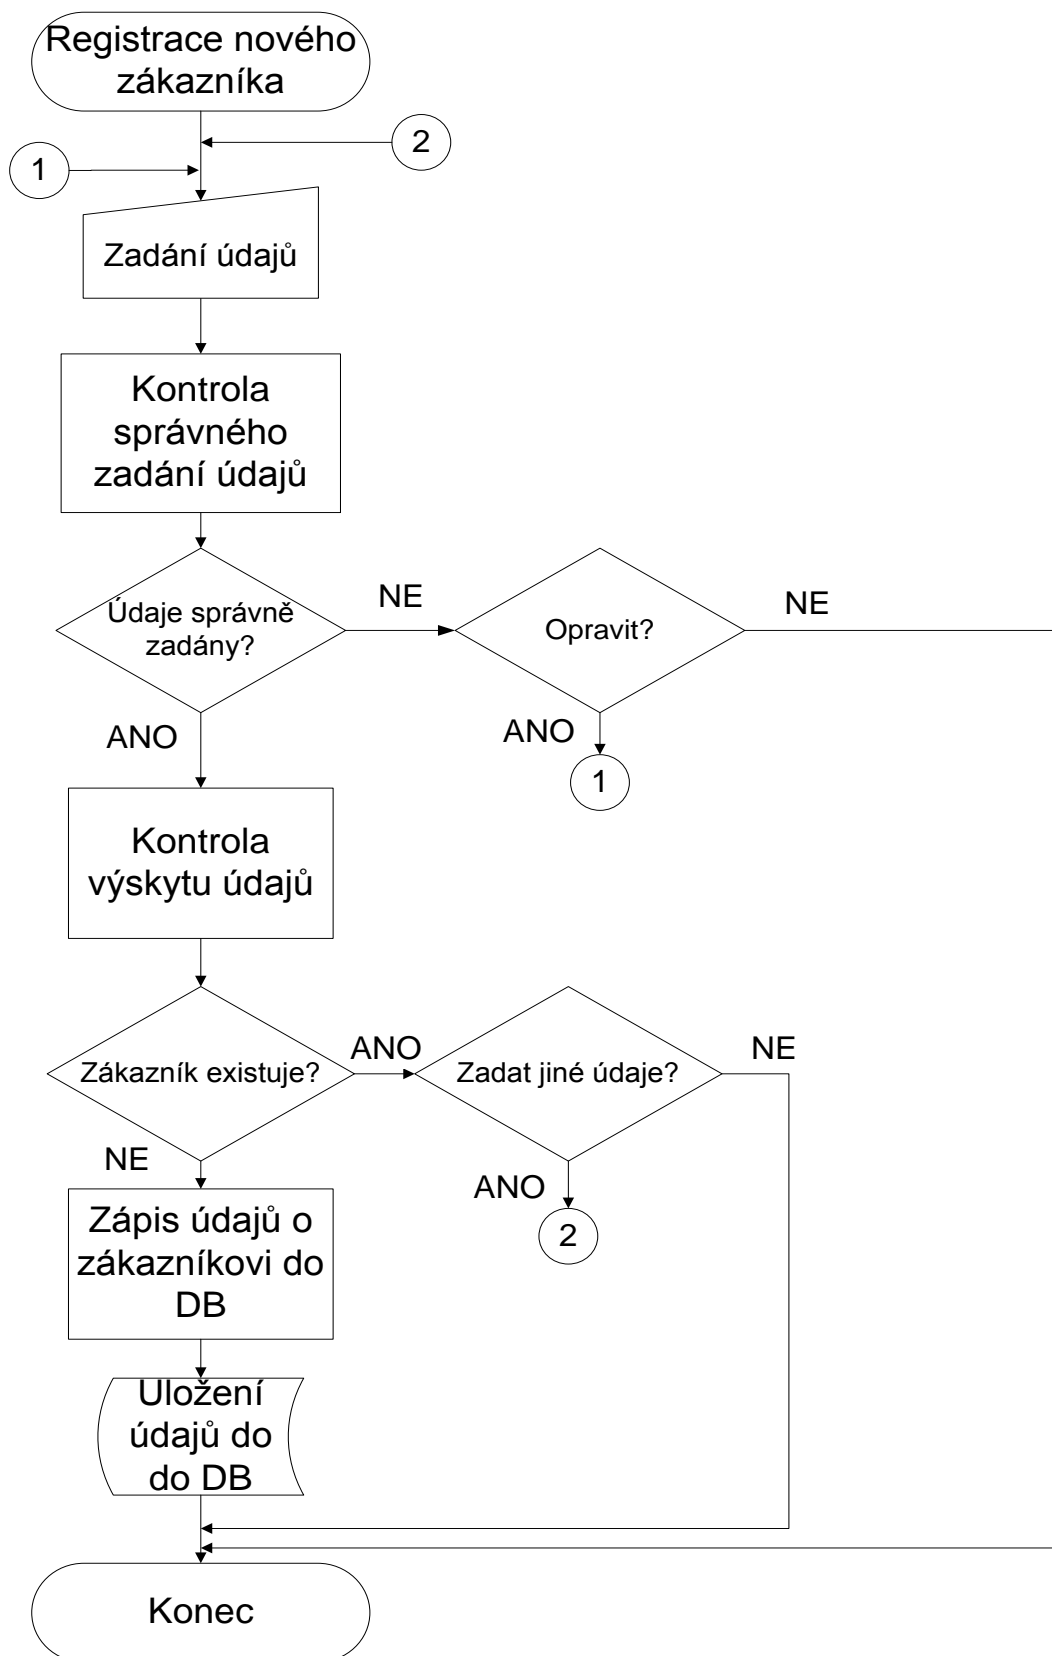 Registrace nového
zákazníka
2
1
Zadání údajů
Kontrola
správného
zadání údajů
Údaje správně
zadány?
NE
Opravit?
NE
ANO
ANO
1
Kontrola
výskytu údajů
Zákazník existuje?
ANO
Zadat jiné údaje?
NE
NE
ANO
2
Zápis údajů o
zákazníkovi do
DB
Uložení
údajů do
do DB
Konec